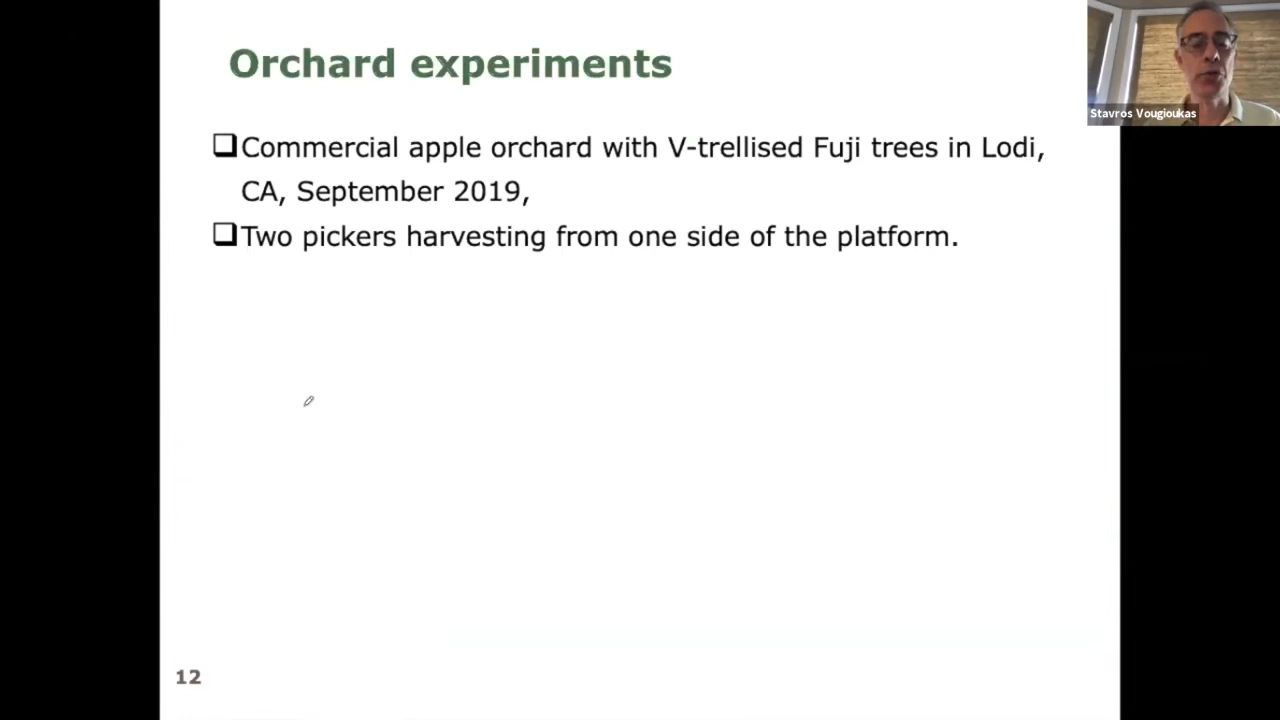 Orchard experiments
Stavros Vougioukas
❑Commercial apple orchard with V-trellised Fuji trees in Lodi,
CA, September 2019,
❑Two pickers harvesting from one side of the platform.
12